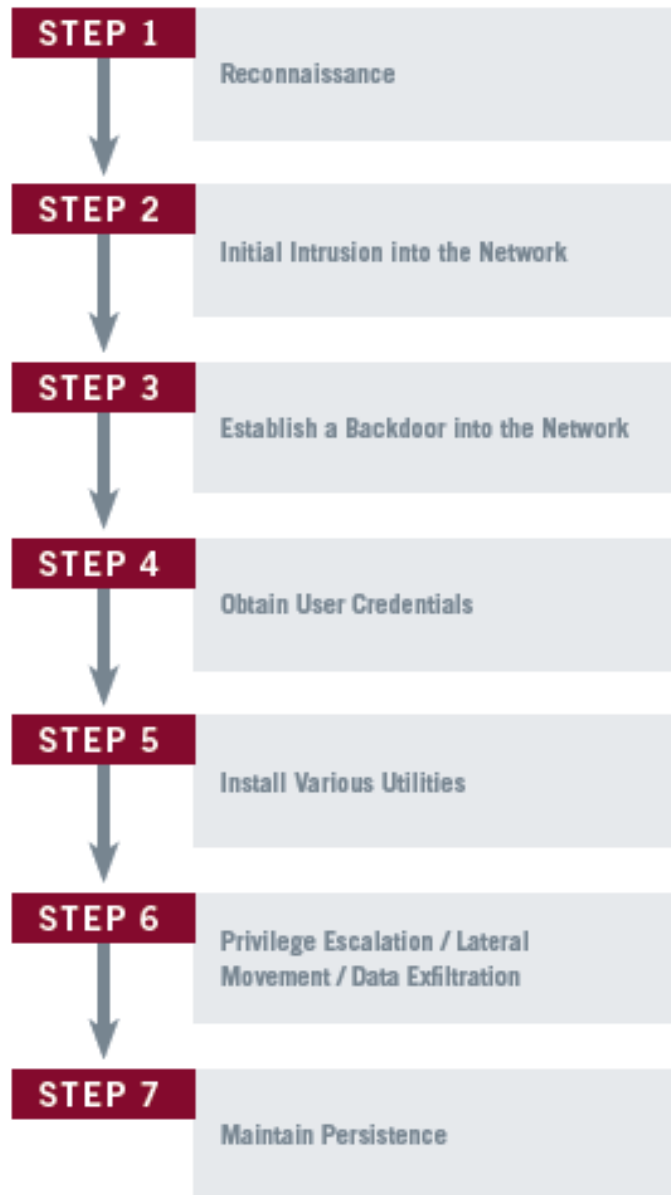 STEP 1
Reconnaissance
STEP 2
Initial Intrusion into the Network
STEP 3
Establish a Backdoor into the Network
STEP 4
Obtain User Credentials
STEP 5
Install Various Utilities
STEP 6
Privilege Escalation / Lateral
Movement / Data Exfiltration
STEP 7
Maintain Persistence